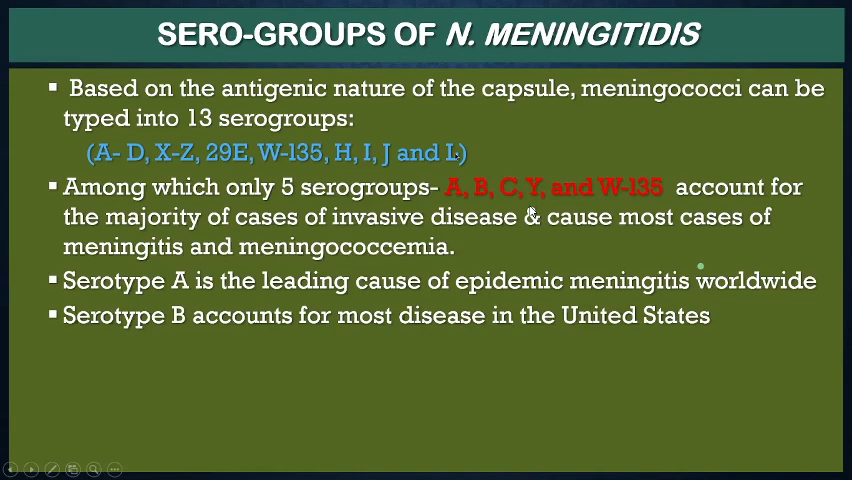 SERO-GROUPS OF N. MENINGITIDIS
▪ Based on the antigenic nature of the capsule, meningococci can be
typed into 13 serogroups:
(A- D, X-Z, 29E, W-135, H, I, J and L)
▪ Among which only 5 serogroups- A, B, C, Y, and W-135 account for
the majority of cases of invasive disease & cause most cases of
meningitis and meningococcemia.
▪ Serotype A is the leading cause of epidemic meningitis worldwide
▪ Serotype B accounts for most disease in the United States